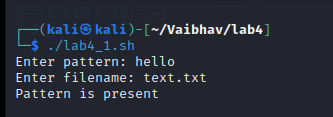 ┌──(kali㉿kali)-[~/Vaibhav/lab4]
└─$ ./lab4_1.sh
Enter pattern: hello
Enter filename: text.txt
Pattern is present